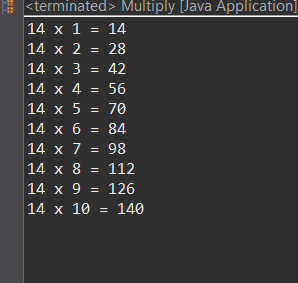 <terminated> Multiply [Java Application]
14 x 1 = 14
14 x 2 = 28
14 x 3 = 42
14 x 4 = 56
14 x 5 = 70
14 x 6 = 84
14 x 7 = 98
14 x 8 = 112
14 x 9 = 126
14 x 10 = 140